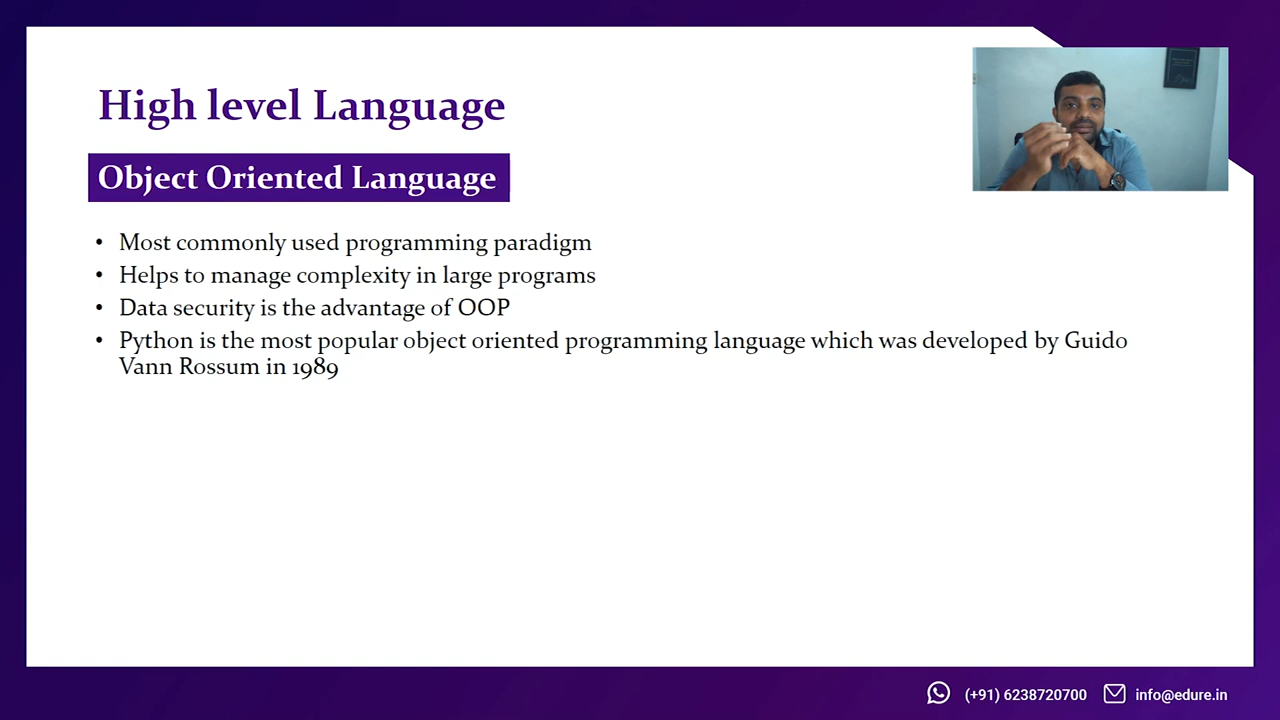 High level Language
Object Oriented Language
• Most commonly used programming paradigm
• Helps to manage complexity in large programs
• Data security is the advantage of OOP
• Python is the most popular object oriented programming language which was developed by Guido
Vann Rossum in 1989
(+91) 6238720700 info@edure.in